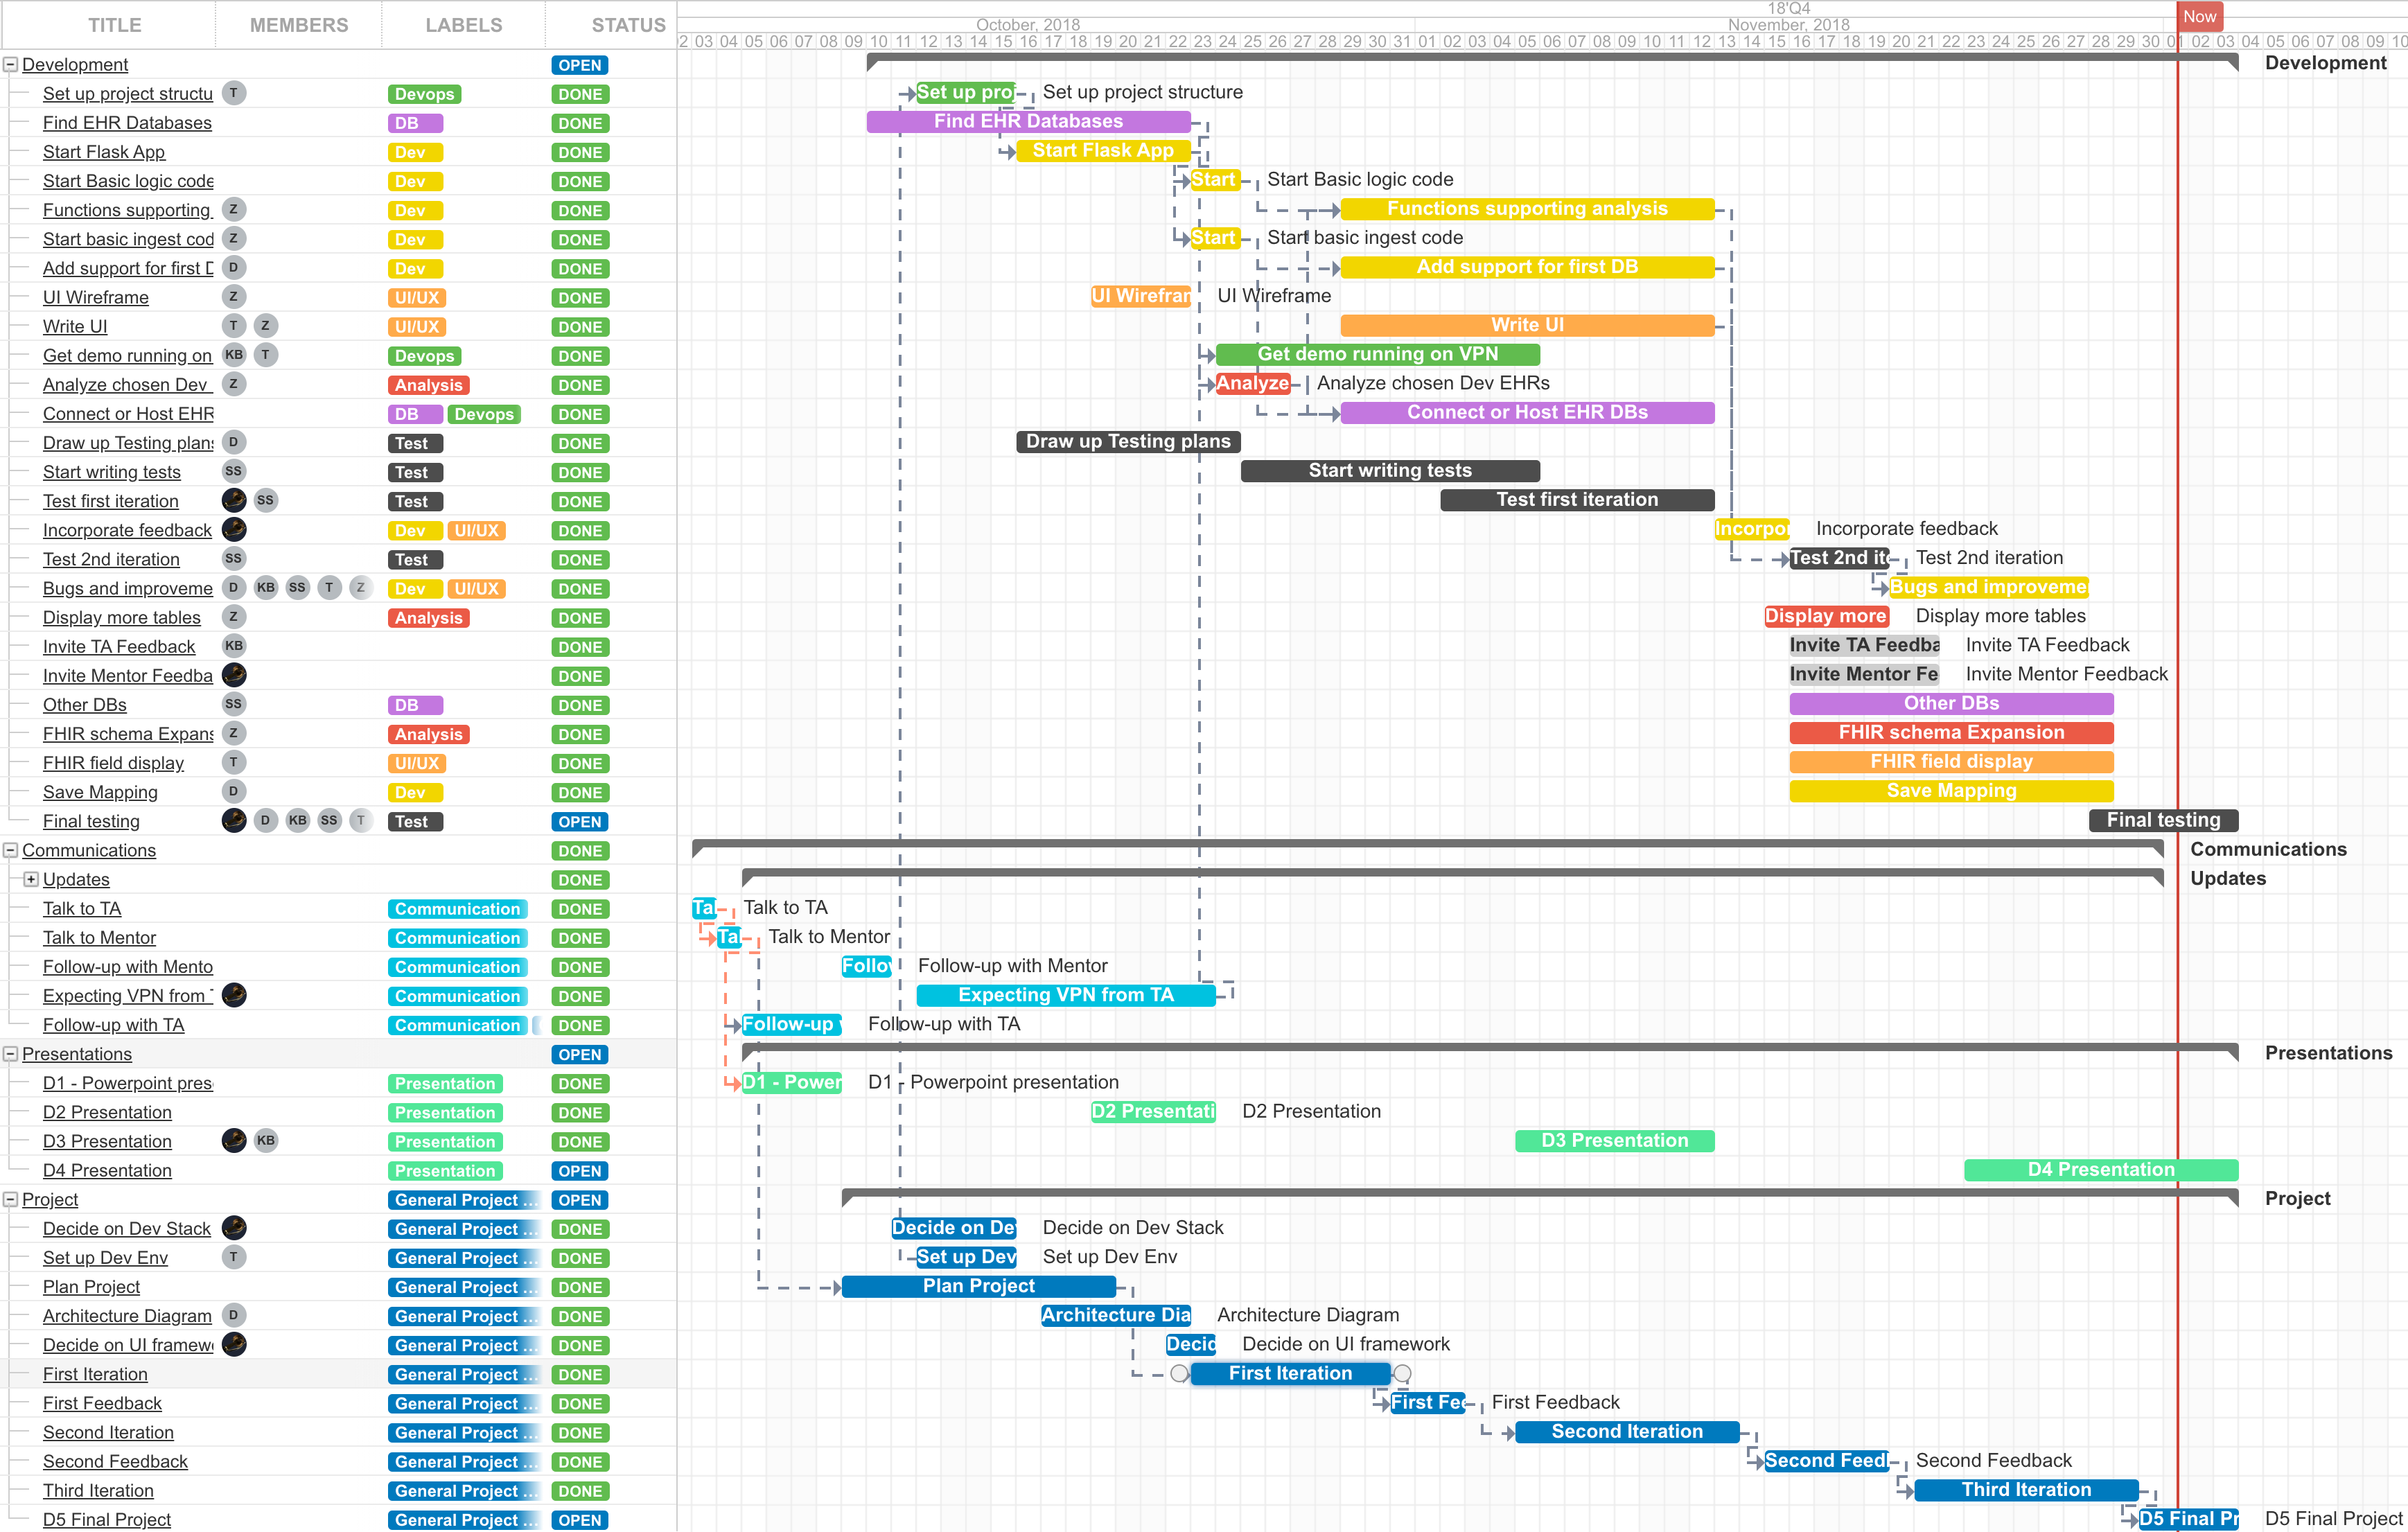 TITLE MEMBERS LABELS STATUS
18'Q4
October, 2018 November, 2018
Now
2 03 04 05 06 07 08 09 10 11 12 13 14 15 16 17 18 19 20 21 22 23 24 25 26 27 28 29 30 31 01 02 03 04 05 06 07 08 09 10 11 12 13 14 15 16 17 18 19 20 21 22 23 24 25 26 27 28 29 30 01 02 03 04 05 06 07 08 09 10
Development OPEN Development
Set up project structu T Devops DONE Set up proj Set up project structure
Find EHR Databases DB DONE Find EHR Databases
Start Flask App Dev DONE Start Flask App
Start Basic logic code Dev DONE Start Start Basic logic code
Functions supporting Z Dev DONE Functions supporting analysis
Start basic ingest cod Z Dev DONE Start Start basic ingest code
Add support for first D D Dev DONE Add support for first DB
UI Wireframe Z UI/UX DONE UI Wirefran UI Wireframe
Write UI T Z UI/UX DONE Write UI
Get demo running on KB T Devops DONE Get demo running on VPN
Analyze chosen Dev Z Analysis DONE Analyze Analyze chosen Dev EHRs
Connect or Host EHR DB Devops DONE Connect or Host EHR DBs
Draw up Testing plans D Test DONE Draw up Testing plans
Start writing tests SS Test DONE Start writing tests
Test first iteration SS Test DONE Test first iteration
Incorporate feedback Dev UI/UX DONE Incorpor Incorporate feedback
Test 2nd iteration SS Test DONE Test 2nd ite Test 2nd iteration
Bugs and improveme D KB SS T Z Dev UI/UX DONE Bugs and improvemen
Display more tables Z Analysis DONE Display more Display more tables
Invite TA Feedback KB DONE Invite TA Feedba Invite TA Feedback
Invite Mentor Feedba DONE Invite Mentor Fe Invite Mentor Feedback
Other DBs SS DB DONE Other DBs
FHIR schema Expans Z Analysis DONE FHIR schema Expansion
FHIR field display T UI/UX DONE FHIR field display
Save Mapping D Dev DONE Save Mapping
Final testing D KB SS T Test OPEN Final testing
Communications DONE Communications
Updates DONE Updates
Talk to TA Communication DONE Tal Talk to TA
Talk to Mentor Communication DONE Tal Talk to Mentor
Follow-up with Mento Communication DONE Follow Follow-up with Mentor
Expecting VPN from T Communication DONE Expecting VPN from TA
Follow-up with TA Communication DONE Follow-up w Follow-up with TA
Presentations OPEN Presentations
D1 - Powerpoint pres Presentation DONE D1 - Power D1 - Powerpoint presentation
D2 Presentation Presentation DONE D2 Presentati D2 Presentation
D3 Presentation KB Presentation DONE D3 Presentation
D4 Presentation Presentation OPEN D4 Presentation
Project General Project ... OPEN Project
Decide on Dev Stack General Project ... DONE Decide on Dev Decide on Dev Stack
Set up Dev Env T General Project ... DONE Set up Dev Set up Dev Env
Plan Project General Project ... DONE Plan Project
Architecture Diagram D General Project ... DONE Architecture Dia Architecture Diagram
Decide on UI framewo General Project ... DONE Decid Decide on UI framework
First Iteration General Project ... DONE First Iteration
First Feedback General Project ... DONE First Fee First Feedback
Second Iteration General Project ... DONE Second Iteration
Second Feedback General Project ... DONE Second Feedb Second Feedback
Third Iteration General Project ... DONE Third Iteration
D5 Final Project General Project ... OPEN D5 Final Pr D5 Final Project